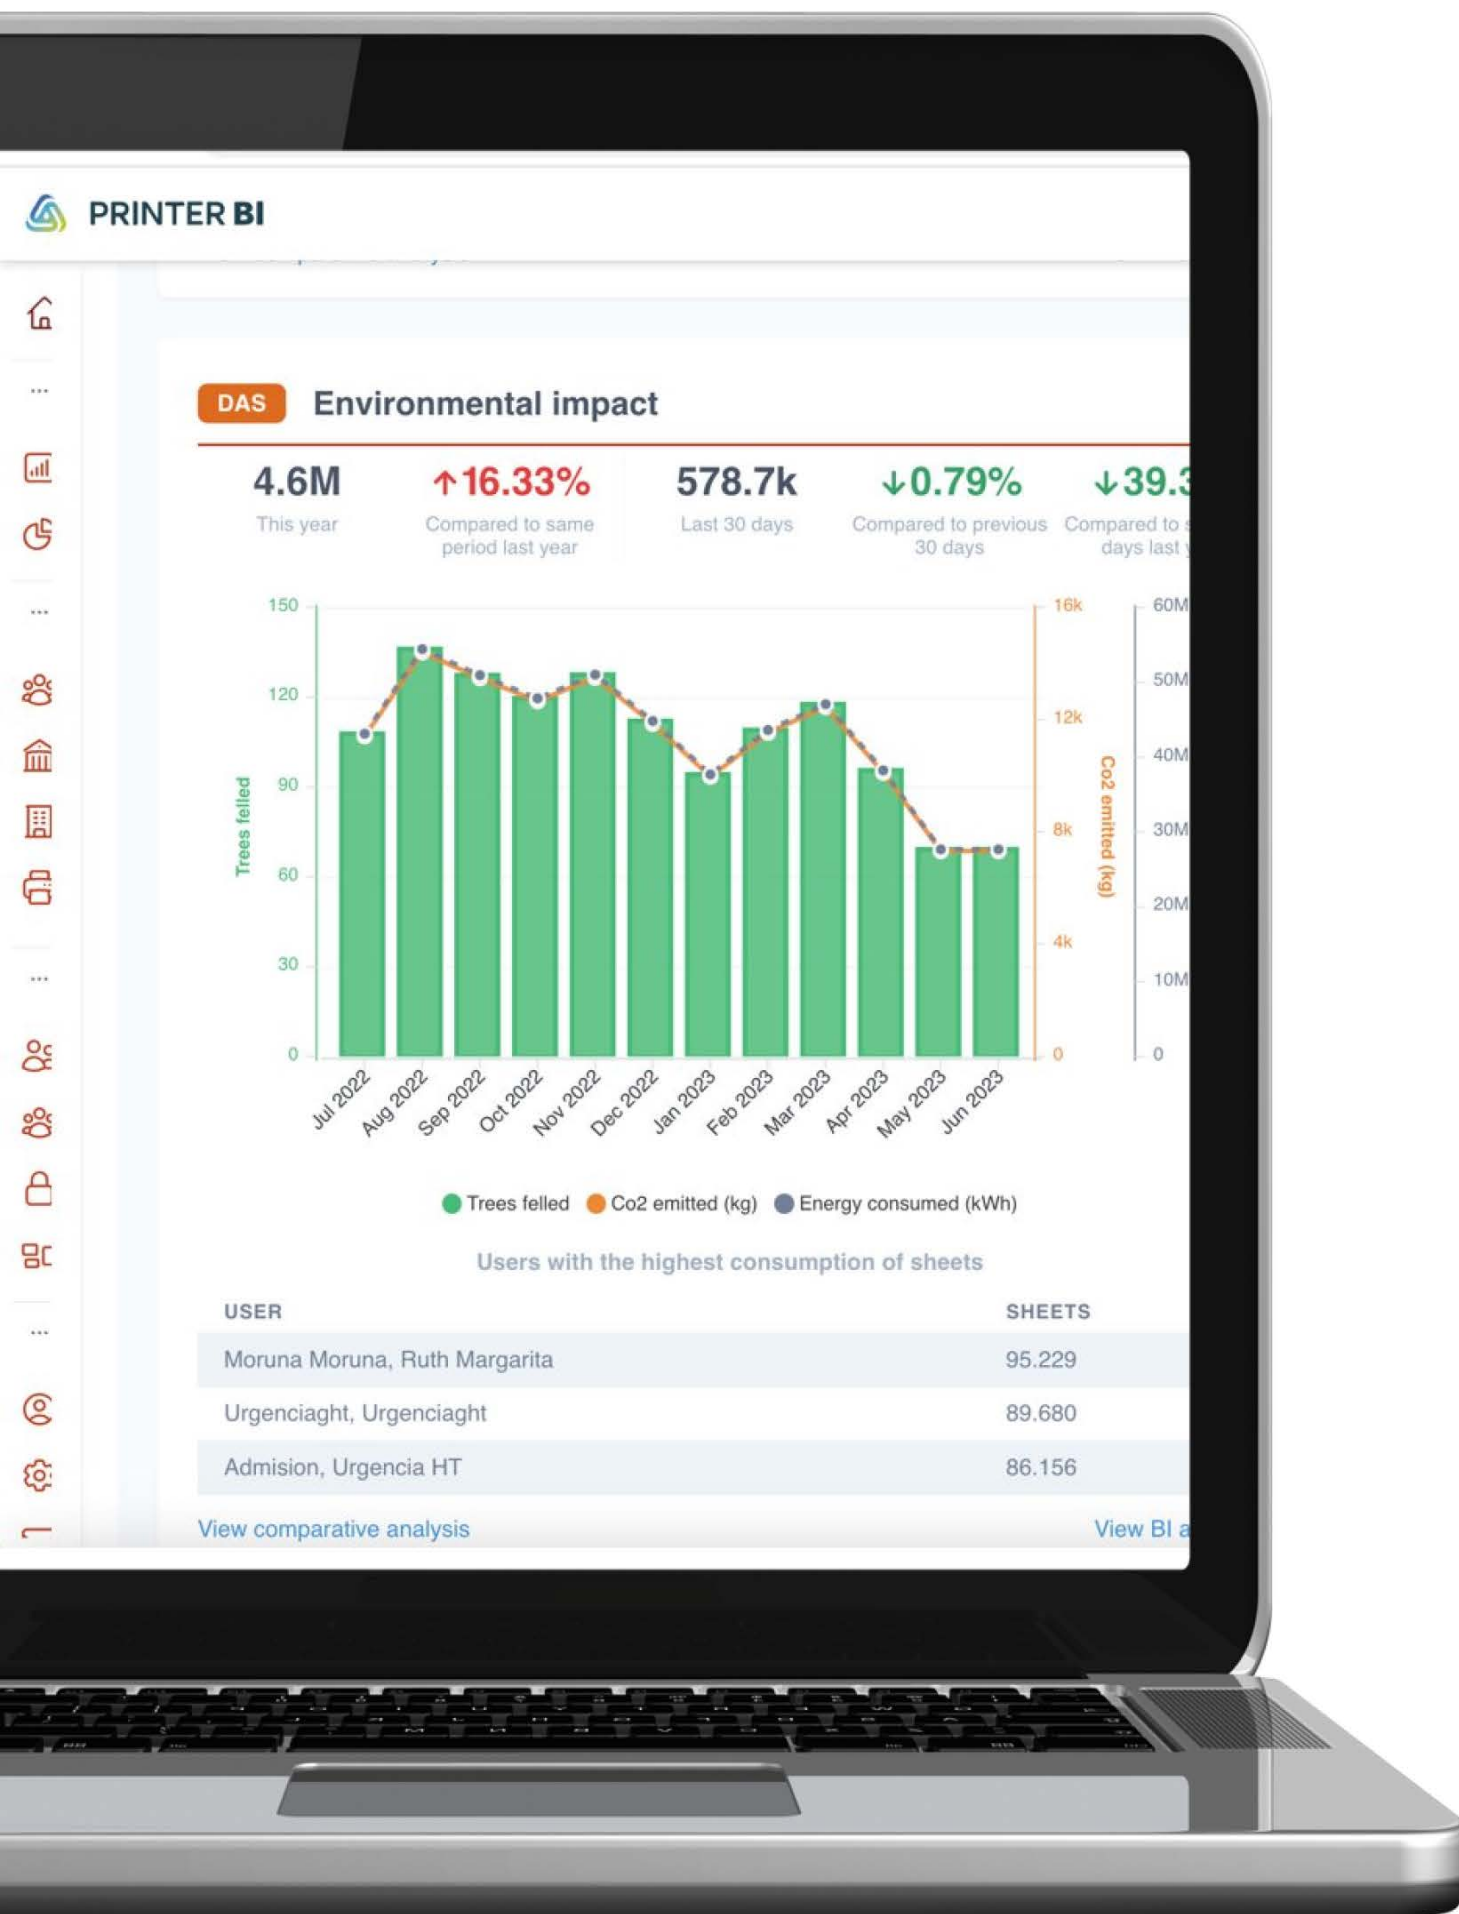 PRINTER BI
DAS Environmental impact
4.6M
This year
↑16.33%
Compared to same
period last year
578.7k
Last 30 days
↓0.79%
Compared to previous
30 days
↓39.3
Compared to
days last
150
120
90
60
30
0
Trees felled
16k
12k
8k
4k
0
Co2 emitted (kg)
60M
50M
40M
30M
20M
10M
0
Jul 2022
Aug 2022
Sep 2022
Oct 2022
Nov 2022
Dec 2022
Jan 2023
Feb 2023
Mar 2023
Apr 2023
May 2023
Jun 2023
Trees felled Co2 emitted (kg) Energy consumed (kWh)
Users with the highest consumption of sheets
USER SHEETS
Moruna Moruna, Ruth Margarita 95.229
Urgenciaght, Urgenciaght 89.680
Admision, Urgencia HT 86.156
View comparative analysis View BI a